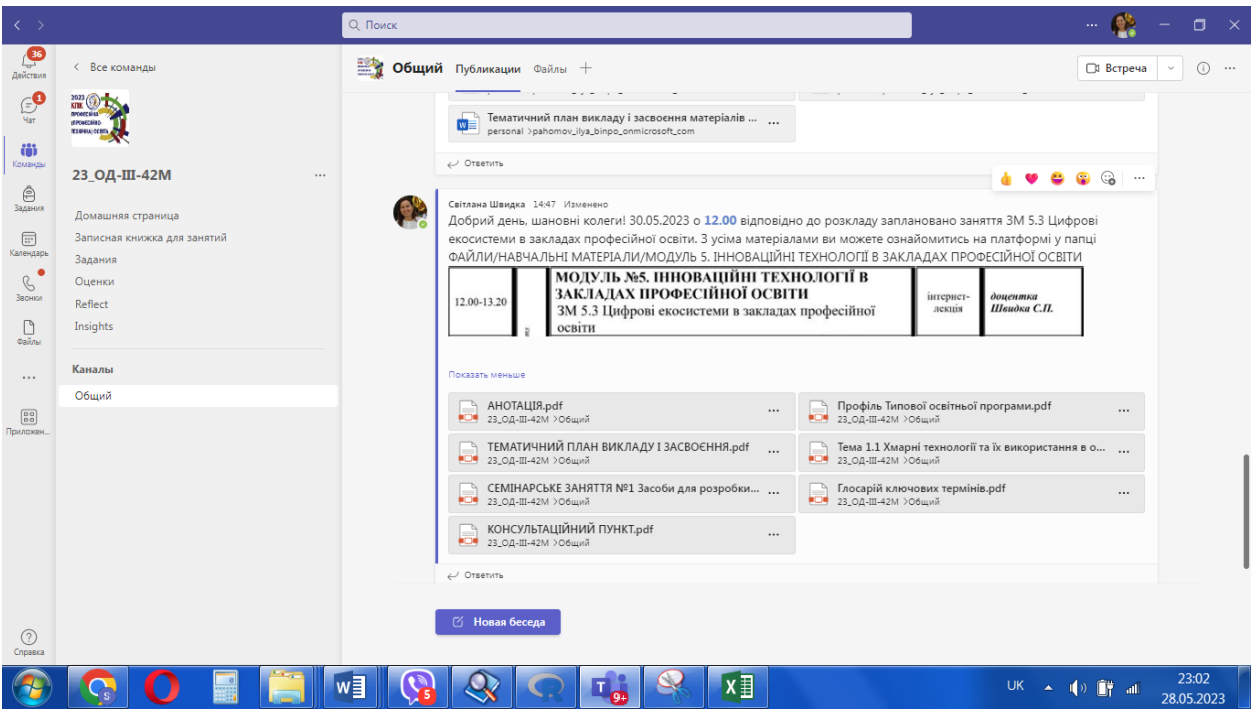 Поиск
36
Действия
Чат
Команды
Задания
Календарь
Звонки
Файлы
Приложен...
Справка
Все команды
2023
КПК
ПРОФЕСІЙНА
ОСВІТА
23_ОД-ІІІ-42М
Домашняя страница
Записная книжка для занятий
Задания
Оценки
Reflect
Insights
Каналы
Общий
Общий Публикации Файлы
Встреча
Тематичний план викладу і засвоєння матеріалів ...
personal >pahomov_ilya_binpo_onmicrosoft_com
Ответить
Світлана Швидка 14:47 Изменено
Добрий день, шановні колеги! 30.05.2023 о 12.00 відповідно до розкладу заплановано заняття ЗМ 5.3 Цифрові
екосистеми в закладах професійної освіти. З усіма матеріалами ви можете ознайомитись на платформі у папці
ФАЙЛИ/НАВЧАЛЬНІ МАТЕРІАЛИ/МОДУЛЬ 5. ІННОВАЦІЙНІ ТЕХНОЛОГІЇ В ЗАКЛАДАХ ПРОФЕСІЙНОЇ ОСВІТИ
12.00-13.20
МОДУЛЬ №5. ІННОВАЦІЙНІ ТЕХНОЛОГІЇ В
ЗАКЛАДАХ ПРОФЕСІЙНОЇ ОСВІТИ
ЗМ 5.3 Цифрові екосистеми в закладах професійної
освіти
інтернет-
лекція
доцентка
Швидка С.П.
Показать меньше
АНОТАЦІЯ.pdf
23_ОД-ІІІ-42М >Общий
Профіль Типової освітньої програми.pdf
23_ОД-ІІІ-42М >Общий
ТЕМАТИЧНИЙ ПЛАН ВИКЛАДУ І ЗАСВОЄННЯ.pdf
23_ОД-ІІІ-42М >Общий
Тема 1.1 Хмарні технології та їх використання в о...
23_ОД-ІІІ-42М >Общий
СЕМІНАРСЬКЕ ЗАНЯТТЯ №1 Засоби для розробки...
23_ОД-ІІІ-42М >Общий
Глосарій ключових термінів.pdf
23_ОД-ІІІ-42М >Общий
КОНСУЛЬТАЦІЙНИЙ ПУНКТ.pdf
23_ОД-ІІІ-42М >Общий
Ответить
Новая беседа
5
9+
UK
23:02
28.05.2023